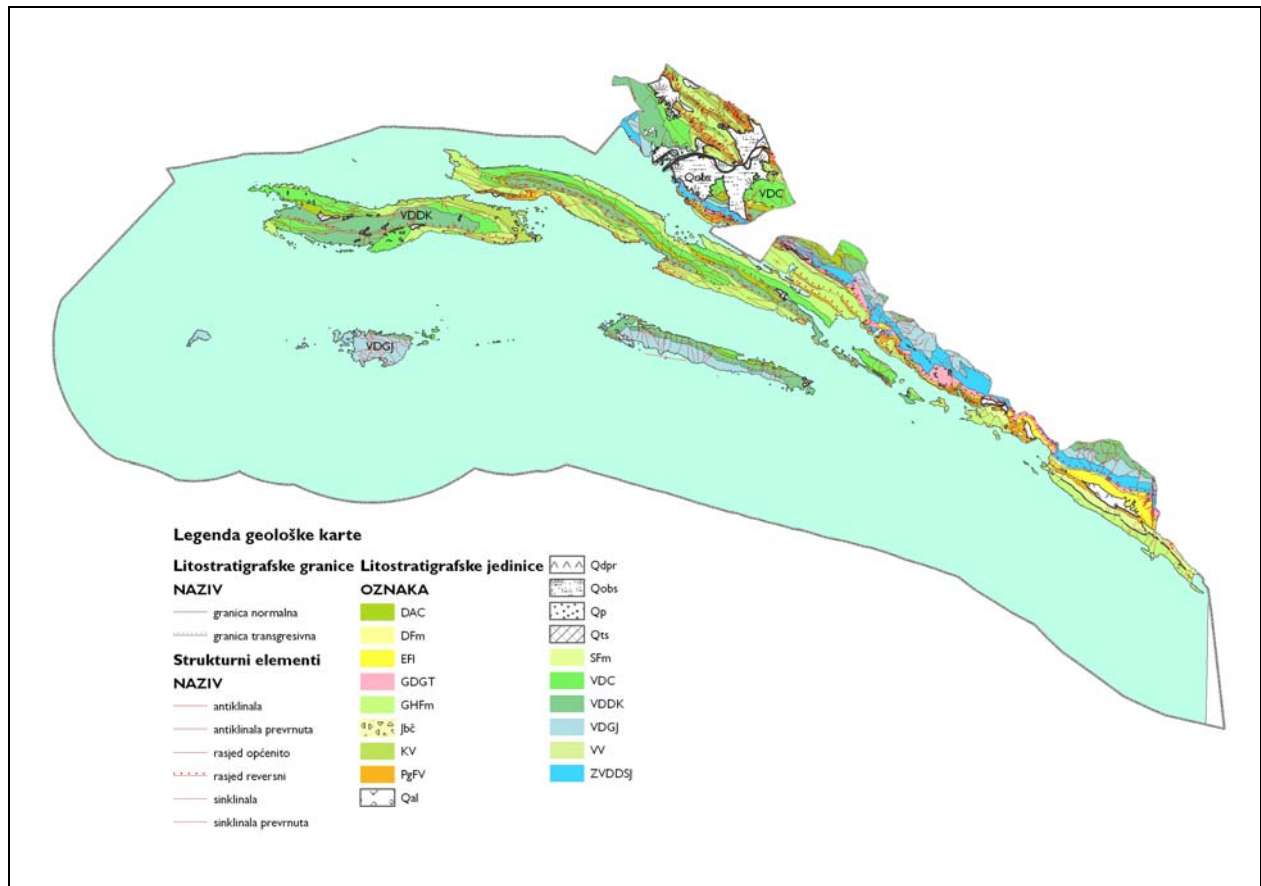 Qobs
VDC
VDDK
VDGJ
Legenda geološke karte
Litostratigrafske granice
NAZIV
granica normalna
granica transgresivna
Strukturni elementi
NAZIV
antiklinala
antiklinala prevrnuta
rasjed općenito
rasjed reversni
sinklinala
sinklinala prevrnuta
Litostratigrafske jedinice
OZNAKA
DAC
DFm
EFl
GDGT
GHFm
Jbč
KV
PgFV
Qal
Qdpr
Qobs
Qp
Qts
SFm
VDC
VDDK
VDGJ
VV
ZVDDSJ